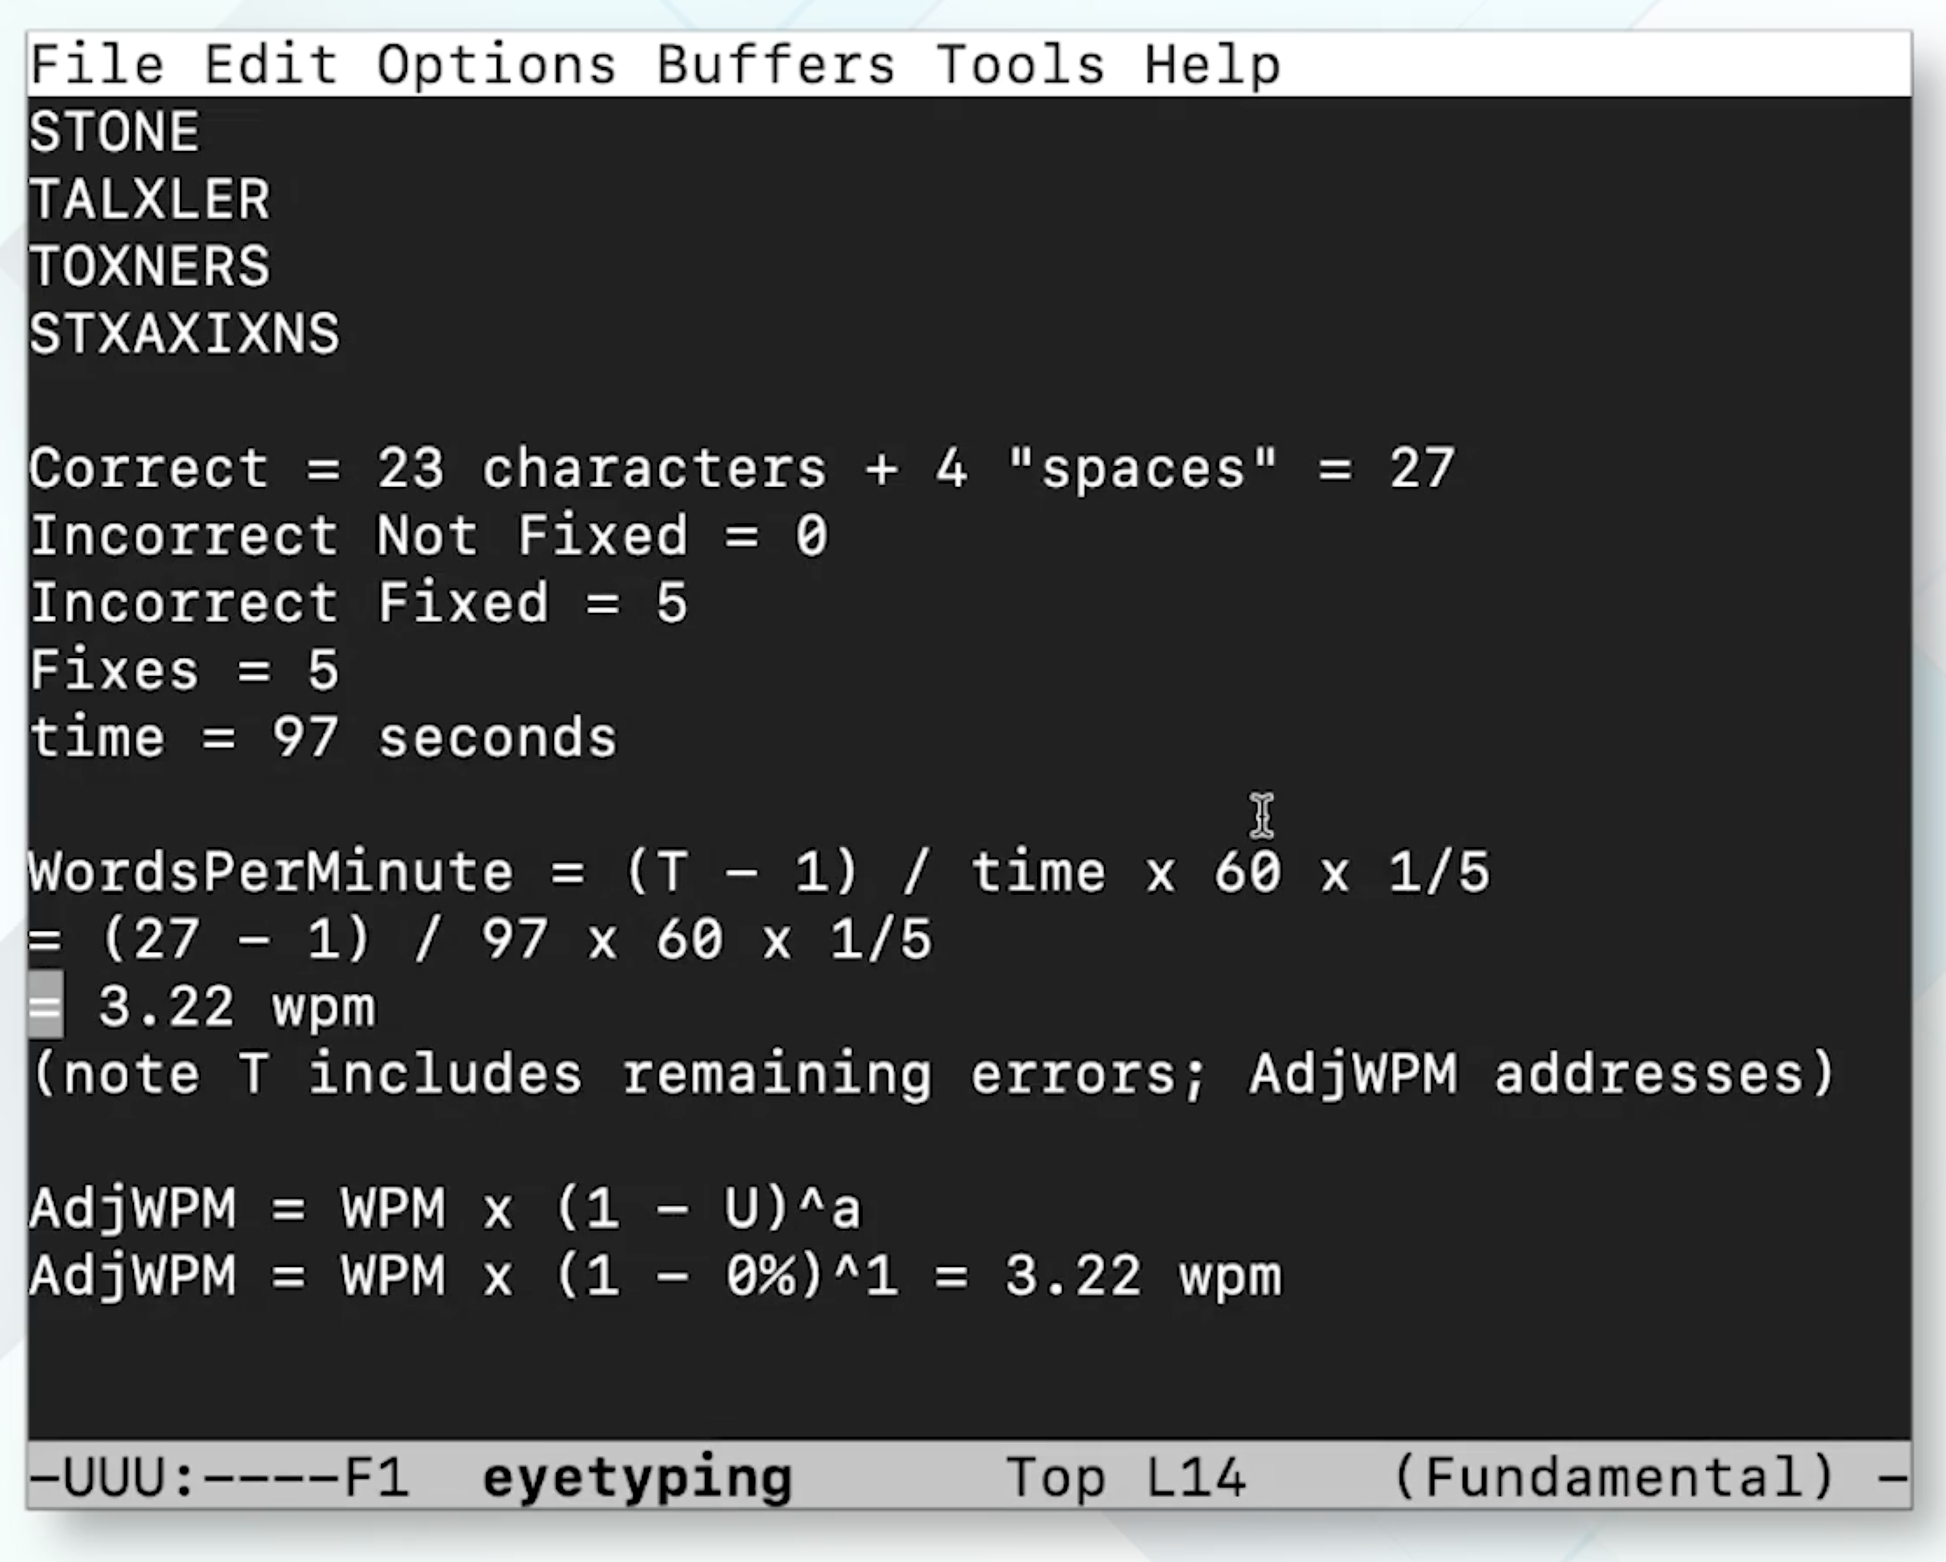 File Edit Options Buffers Tools Help
STONE
TALXLER
TOXNERS
STXAXIXNS
Correct = 23 characters + 4 "spaces" = 27
Incorrect Not Fixed = 0
Incorrect Fixed = 5
Fixes = 5
time = 97 seconds
WordsPerMinute = (T - 1) / time x 60 x 1/5
= (27 - 1) / 97 x 60 x 1/5
= 3.22 wpm
(note T includes remaining errors; AdjWPM addresses)
AdjWPM = WPM x (1 - U)^a
AdjWPM = WPM x (1 - 0%)^1 = 3.22 wpm
-UUU:----F1 eyetyping Top L14 (Fundamental) -